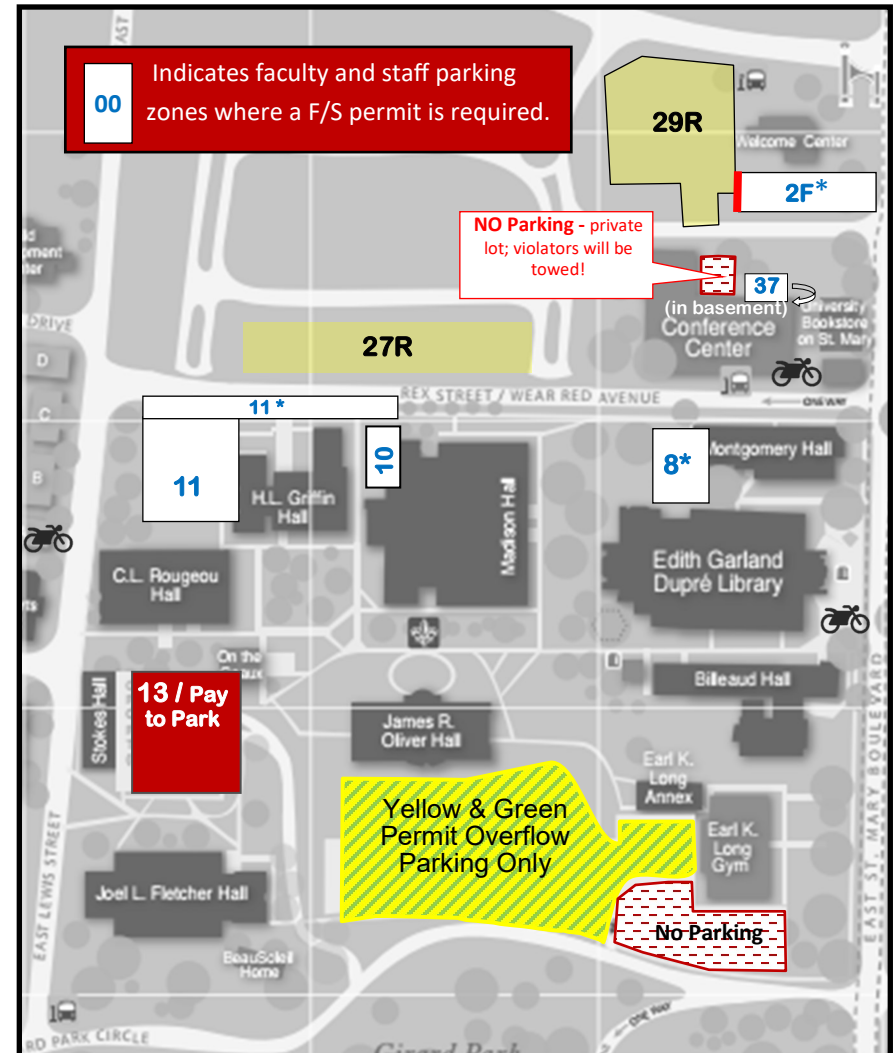 AST
Indicates faculty and staff parking
00
zones where a F/S permit is required.
29R
Welcome Center
2F*
NO Parking - private
lot; violators will be
towed!
37
(in basement)
Conference
Center
University
Bookstore
on St. Mary
DRIVE
D
27R
REX STREET / WEAR RED AVENUE
ONE WAY
C
11 *
11
10
8*
Montgomery Hall
B
H.L. Griffin
Hall
Madison Hall
Edith Garland
Dupré Library
C.L. Rougeou
Hall
On the
Geaux
Stokes Hall
13 / Pay
to Park
James R.
Oliver Hall
Billeaud Hall
Earl K.
Long
Annex
Yellow & Green
Permit Overflow
Parking Only
Earl K.
Long
Gym
Joel L. Fletcher Hall
No Parking
BeauSoleil
Home
EAST LEWIS STREET
EAST ST. MARY BOULEVARD
ONE WAY
RD PARK CIRCLE
Girard Park